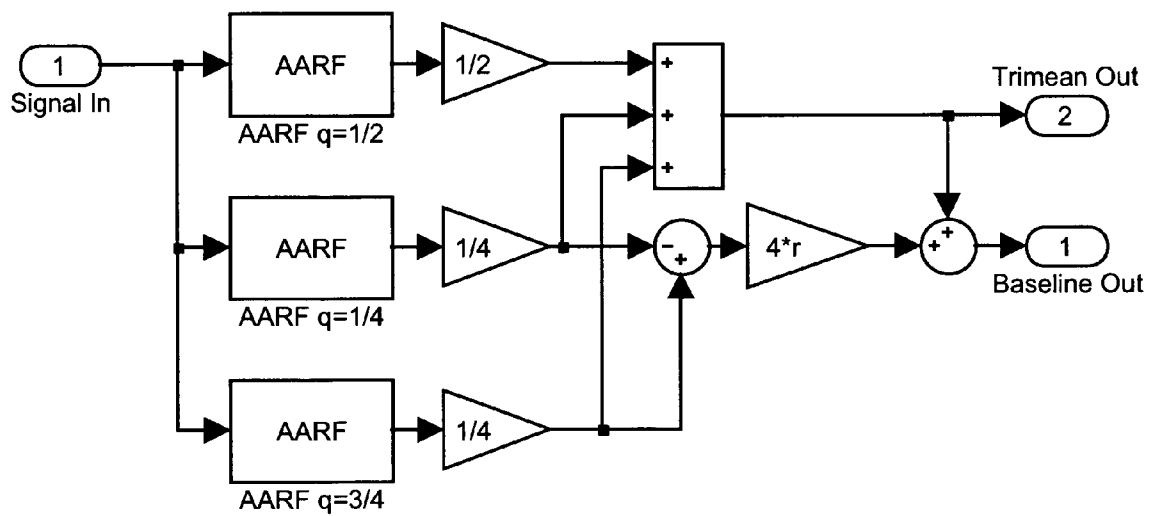 1
Signal In
AARF
AARF q=1/2
1/2
+
+
+
Trimean Out
2
AARF
AARF q=1/4
1/4
−
+
4*r
+
+
1
Baseline Out
AARF
AARF q=3/4
1/4